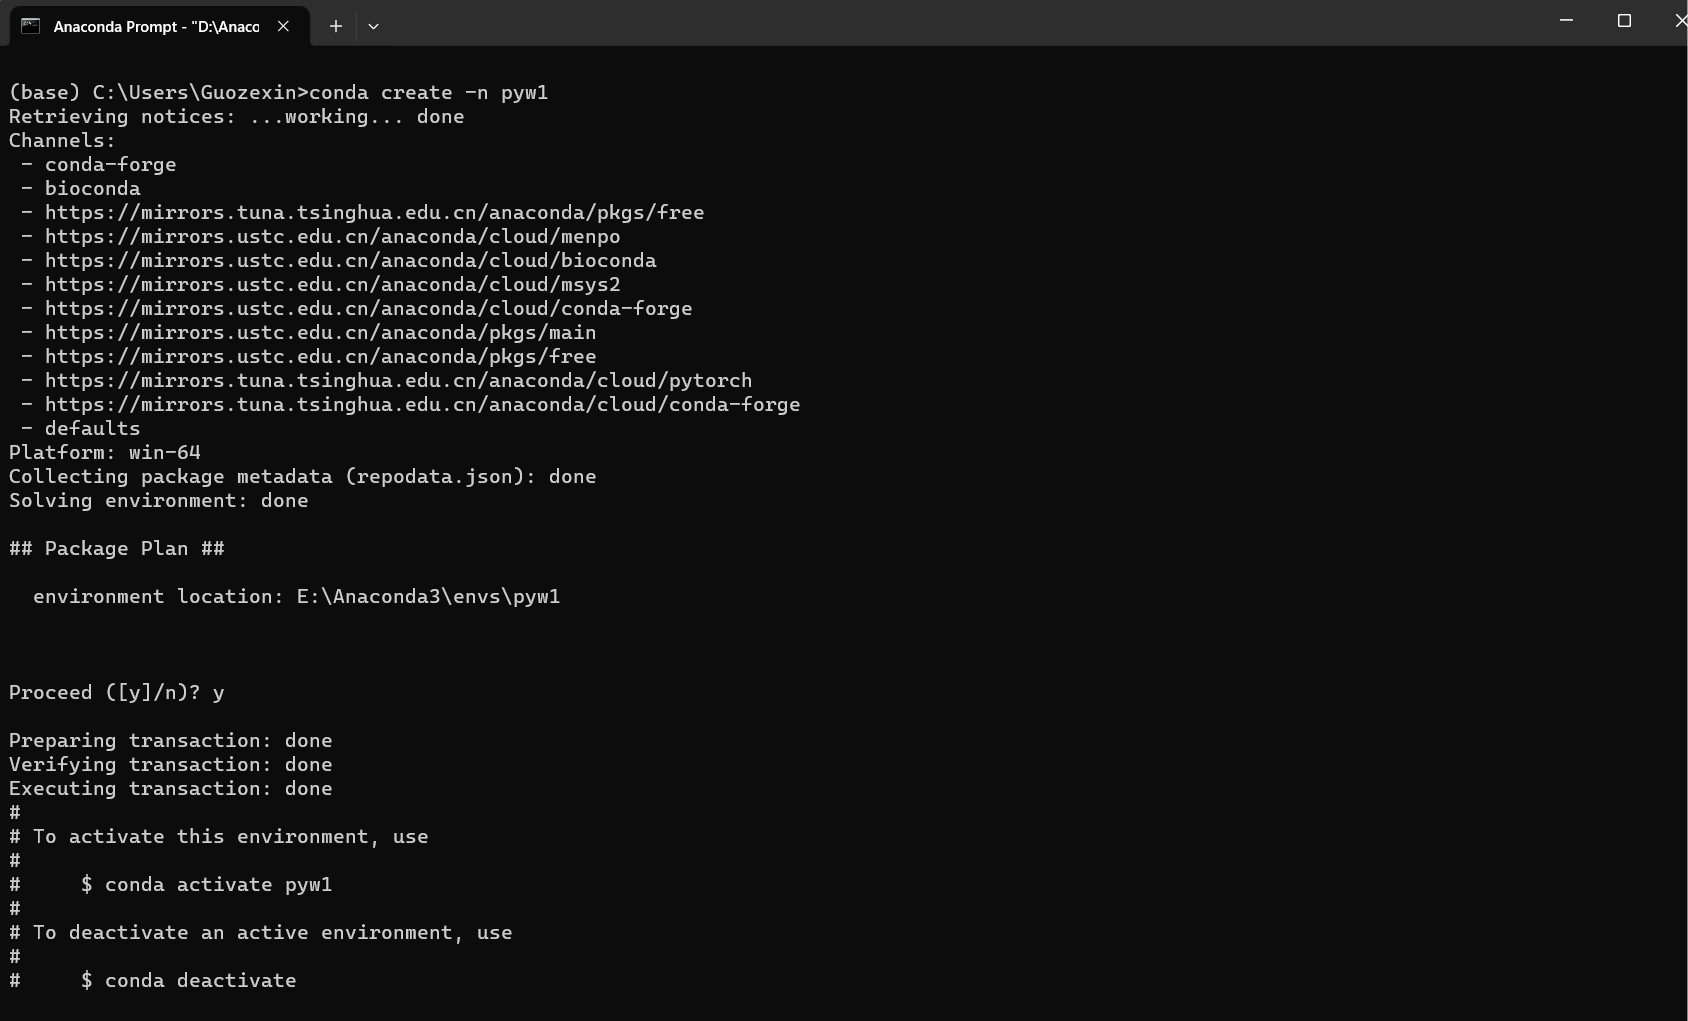 Anaconda Prompt - "D:\Anaco
(base) C:\Users\Guozexin>conda create -n pyw1
Retrieving notices: ...working... done
Channels:
 - conda-forge
 - bioconda
 - https://mirrors.tuna.tsinghua.edu.cn/anaconda/pkgs/free
 - https://mirrors.ustc.edu.cn/anaconda/cloud/menpo
 - https://mirrors.ustc.edu.cn/anaconda/cloud/bioconda
 - https://mirrors.ustc.edu.cn/anaconda/cloud/msys2
 - https://mirrors.ustc.edu.cn/anaconda/cloud/conda-forge
 - https://mirrors.ustc.edu.cn/anaconda/pkgs/main
 - https://mirrors.ustc.edu.cn/anaconda/pkgs/free
 - https://mirrors.tuna.tsinghua.edu.cn/anaconda/cloud/pytorch
 - https://mirrors.tuna.tsinghua.edu.cn/anaconda/cloud/conda-forge
 - defaults
Platform: win-64
Collecting package metadata (repodata.json): done
Solving environment: done
## Package Plan ##
  environment location: E:\Anaconda3\envs\pyw1
Proceed ([y]/n)? y
Preparing transaction: done
Verifying transaction: done
Executing transaction: done
#
# To activate this environment, use
#
#     $ conda activate pyw1
#
# To deactivate an active environment, use
#
#     $ conda deactivate